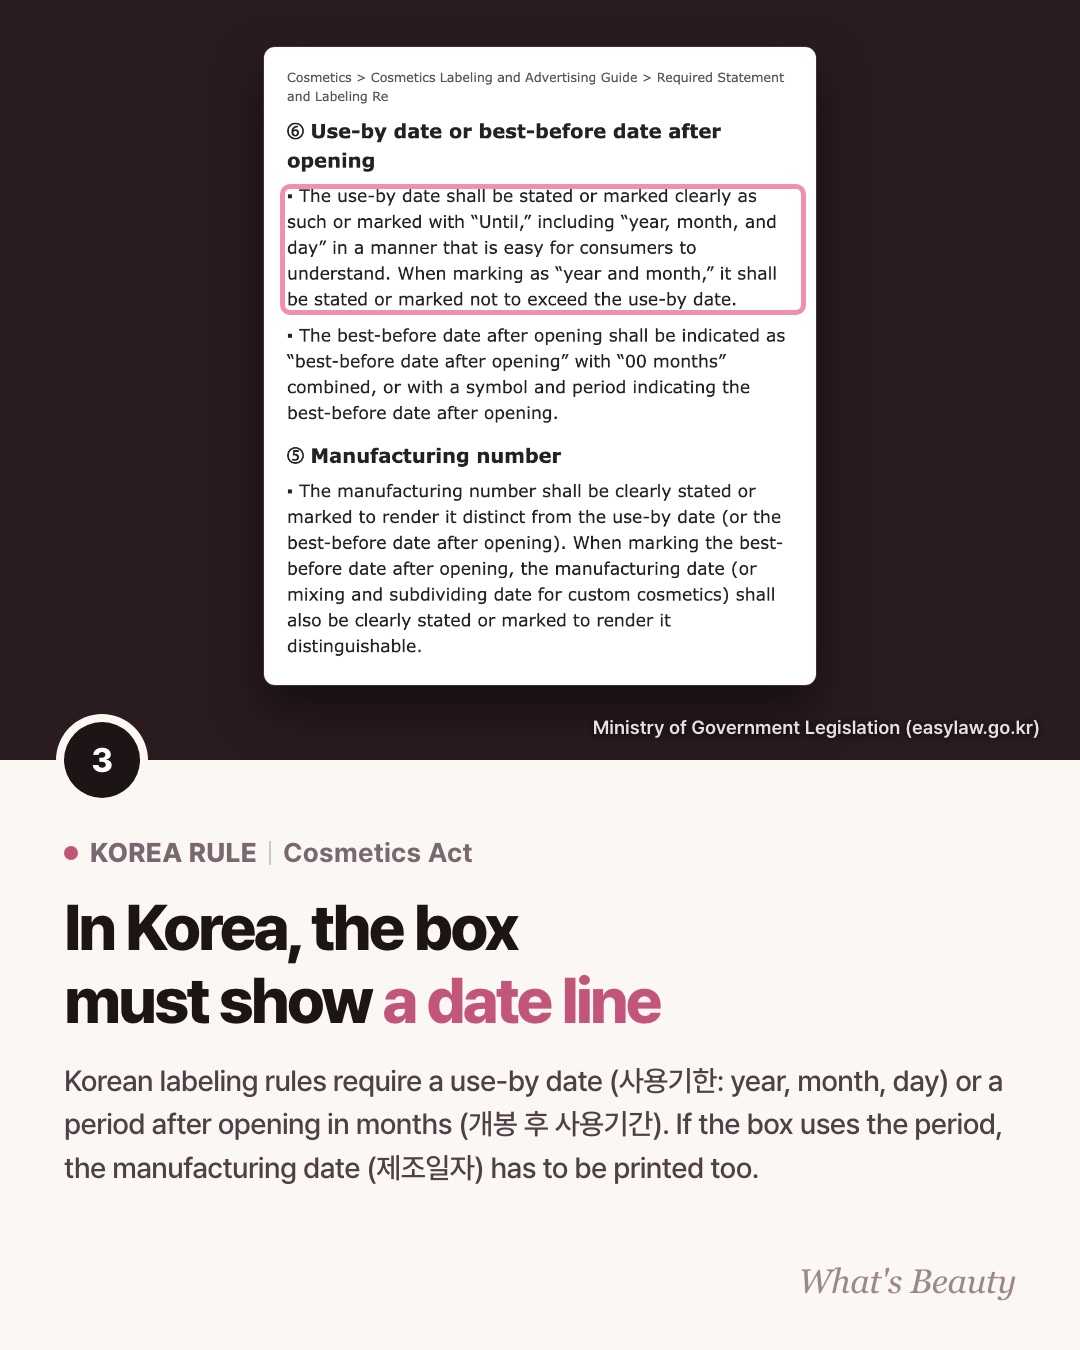 Cosmetics > Cosmetics Labeling and Advertising Guide > Required Statement
and Labeling Re
⑥ Use-by date or best-before date after
opening
▪ The use-by date shall be stated or marked clearly as
such or marked with “Until,” including “year, month, and
day” in a manner that is easy for consumers to
understand. When marking as “year and month,” it shall
be stated or marked not to exceed the use-by date.
▪ The best-before date after opening shall be indicated as
“best-before date after opening” with “00 months”
combined, or with a symbol and period indicating the
best-before date after opening.
⑤ Manufacturing number
▪ The manufacturing number shall be clearly stated or
marked to render it distinct from the use-by date (or the
best-before date after opening). When marking the best-
before date after opening, the manufacturing date (or
mixing and subdividing date for custom cosmetics) shall
also be clearly stated or marked to render it
distinguishable.
Ministry of Government Legislation (easylaw.go.kr)
3
KOREA RULE | Cosmetics Act
In Korea, the box
must show a date line
Korean labeling rules require a use-by date (사용기한: year, month, day) or a
period after opening in months (개봉 후 사용기간). If the box uses the period,
the manufacturing date (제조일자) has to be printed too.
What's Beauty